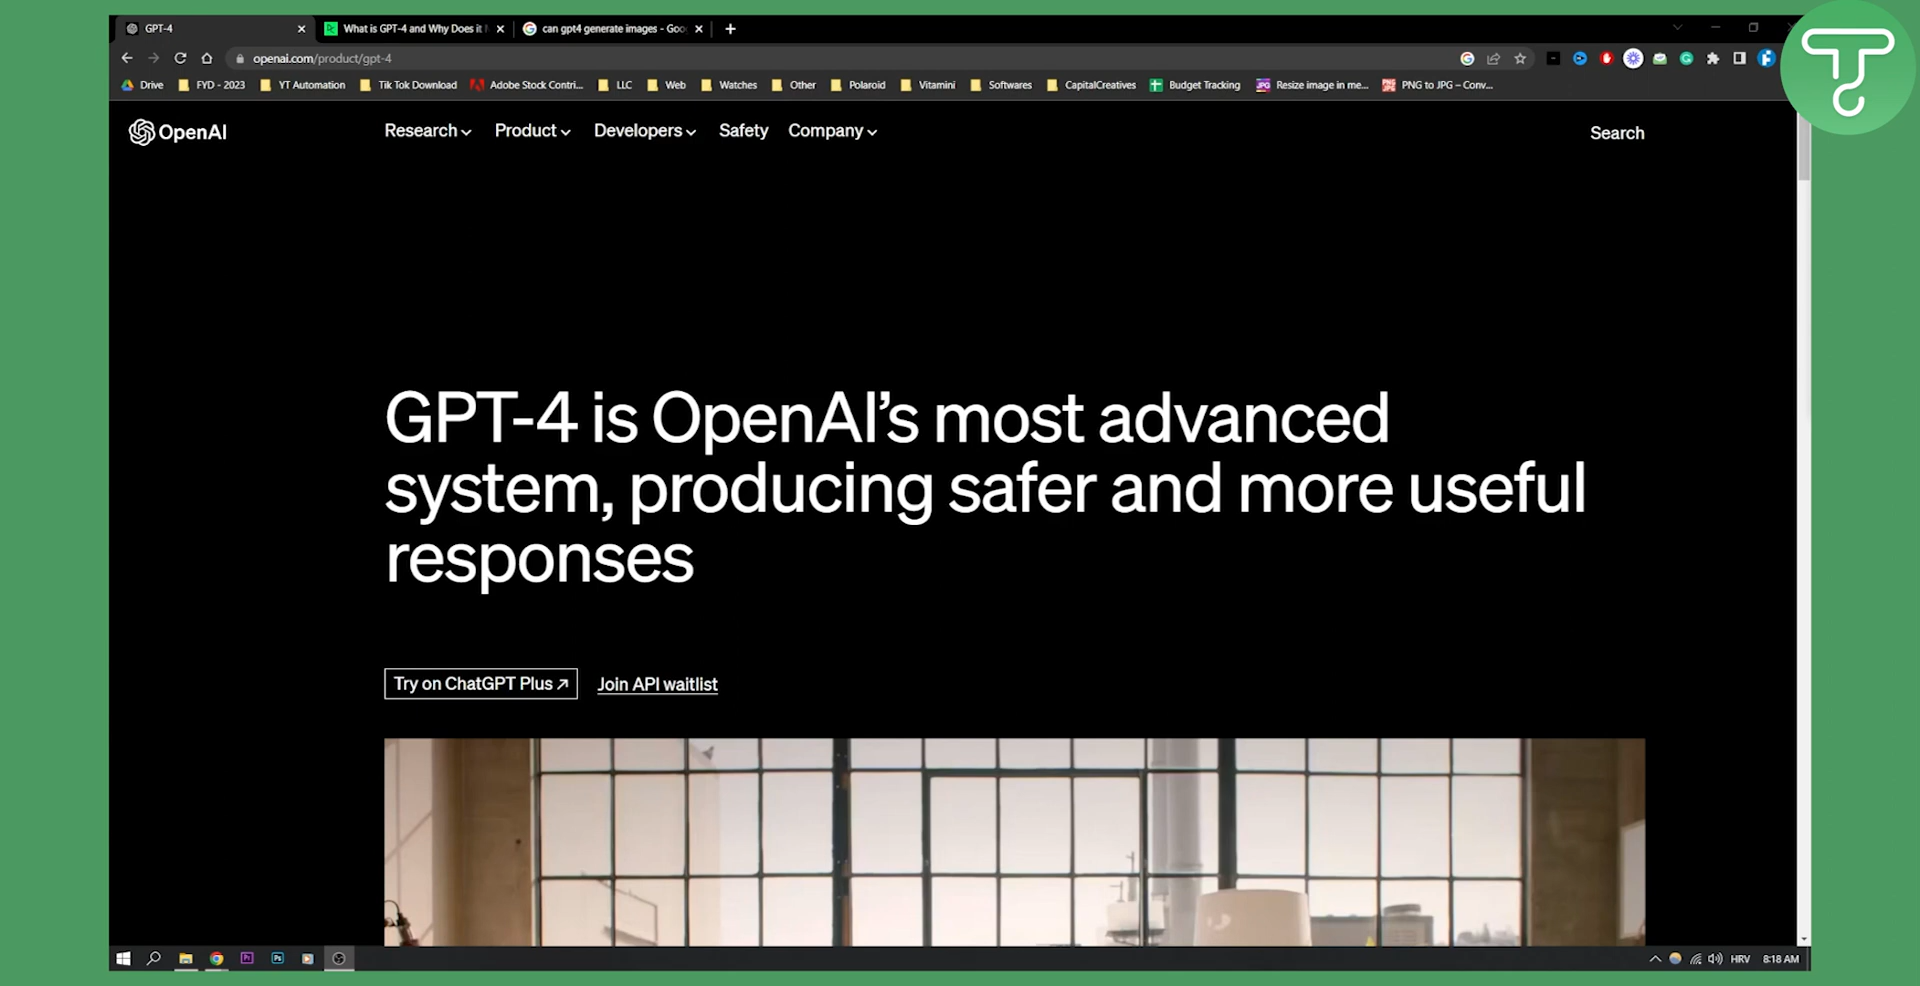 GPT-4
What is GPT-4 and Why Does it
can gpt4 generate images - Goo
openai.com/product/gpt-4
Drive FYD - 2023 YT Automation Tik Tok Download Adobe Stock Contri... LLC Web Watches Other Polaroid Vitamini Softwares CapitalCreatives Budget Tracking Resize image in me... PNG to JPG – Conv...
OpenAI Research Product Developers Safety Company Search
GPT-4 is OpenAI’s most advanced
system, producing safer and more useful
responses
Try on ChatGPT Plus ↗ Join API waitlist
HRV 8:18 AM